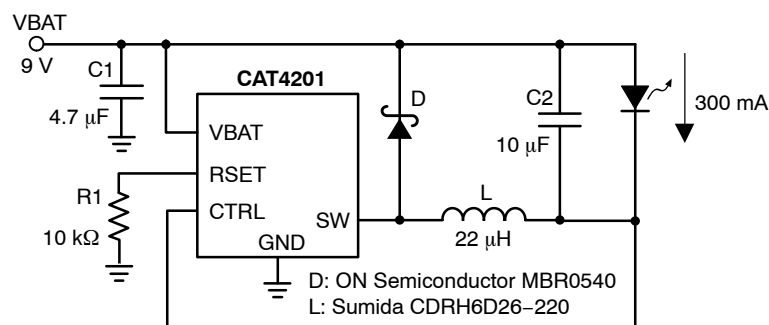 VBAT
9 V
C1
4.7 μF
CAT4201
VBAT
RSET
CTRL
SW
GND
R1
10 kΩ
D
C2
10 μF
300 mA
L
22 μH
D: ON Semiconductor MBR0540
L: Sumida CDRH6D26−220